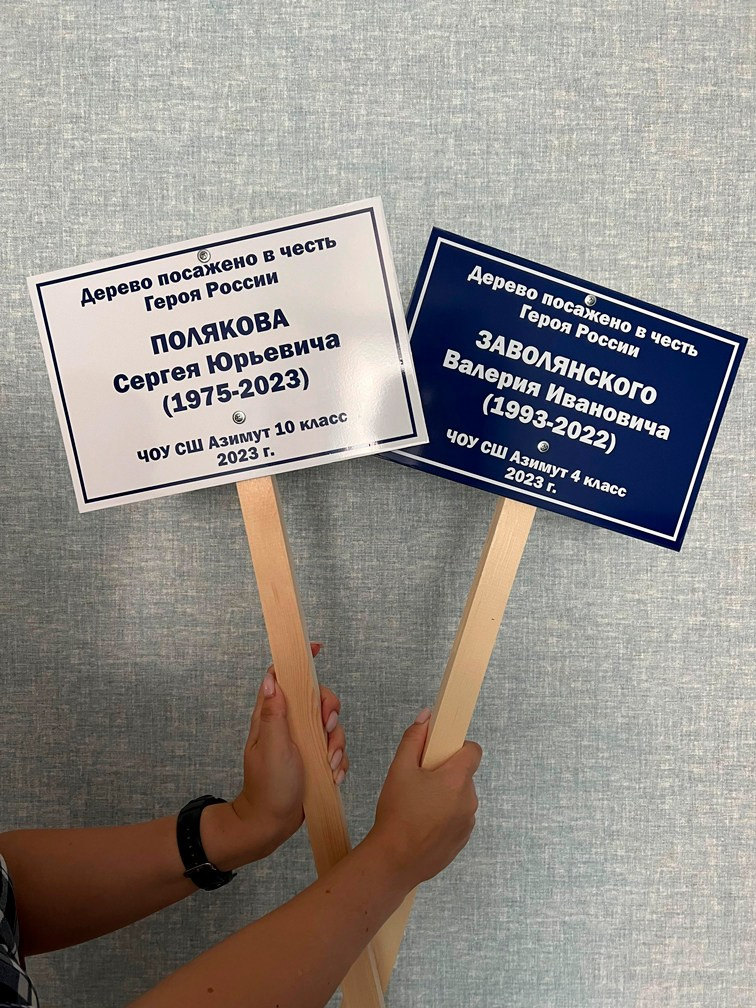 Дерево посажено в честь
Героя России
ПОЛЯКОВА
Сергея Юрьевича
(1975-2023)
ЧОУ СШ Азимут 10 класс
2023 г.
Дерево посажено в честь
Героя России
ЗАВОЛЯНСКОГО
Валерия Ивановича
(1993-2022)
ЧОУ СШ Азимут 4 класс
2023 г.